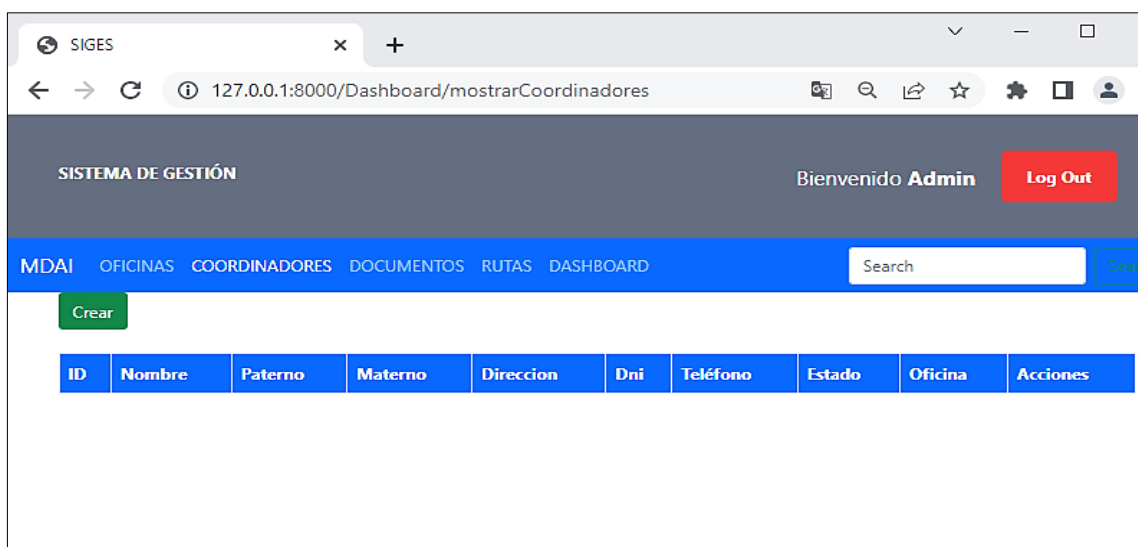 SIGES
127.0.0.1:8000/Dashboard/mostrarCoordinadores
SISTEMA DE GESTIÓN
Bienvenido Admin
Log Out
MDAI OFICINAS COORDINADORES DOCUMENTOS RUTAS DASHBOARD Search
Crear
ID Nombre Paterno Materno Direccion Dni Teléfono Estado Oficina Acciones